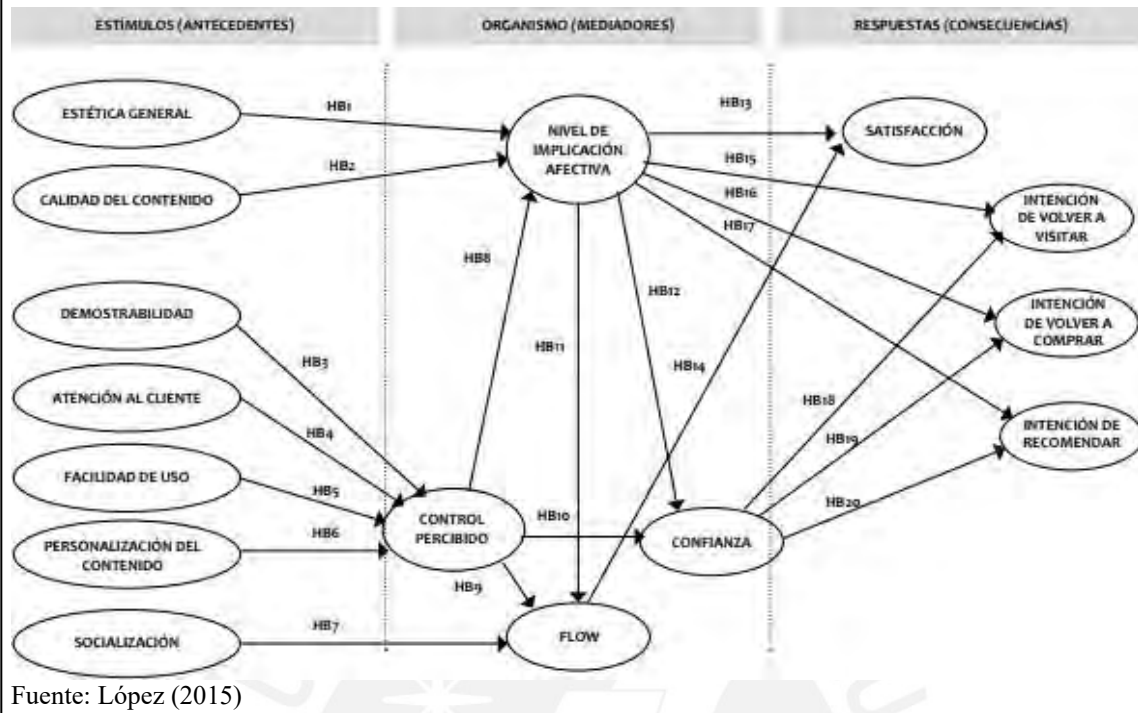 ESTÍMULOS (ANTECEDENTES)
ORGANISMO (MEDIADORES)
RESPUESTAS (CONSECUENCIAS)
ESTÉTICA GENERAL
CALIDAD DEL CONTENIDO
DEMOSTRABILIDAD
ATENCIÓN AL CLIENTE
FACILIDAD DE USO
PERSONALIZACIÓN DEL
CONTENIDO
SOCIALIZACIÓN
HB1
HB2
HB3
HB4
HB5
HB6
HB7
NIVEL DE
IMPLICACIÓN
AFECTIVA
HB8
HB11
HB12
CONTROL
PERCIBIDO
HB10
HB9
CONFIANZA
FLOW
HB13
HB15
HB16
HB17
HB14
HB18
HB19
HB20
SATISFACCIÓN
INTENCIÓN
DE VOLVER A
VISITAR
INTENCIÓN
DE VOLVER A
COMPRAR
INTENCIÓN DE
RECOMENDAR
Fuente: López (2015)